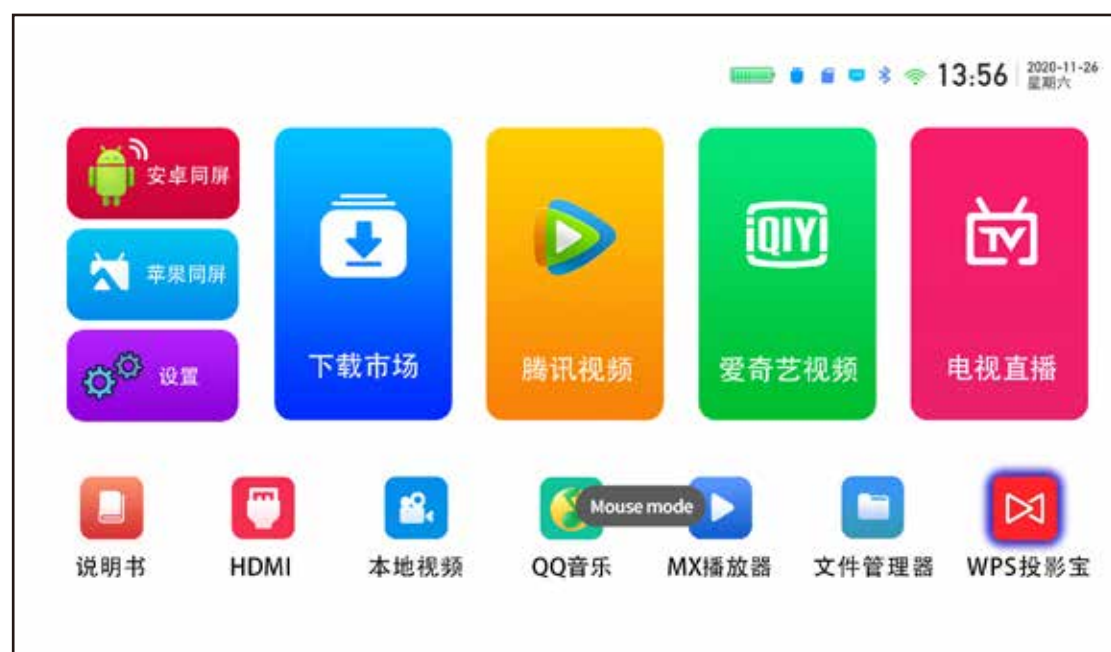 13:56
2020-11-26
星期六
安卓同屏
苹果同屏
设置
下载市场
腾讯视频
iQIYI
爱奇艺视频
TV
电视直播
Mouse mode
说明书
HDMI
本地视频
QQ音乐
MX播放器
文件管理器
WPS投影宝